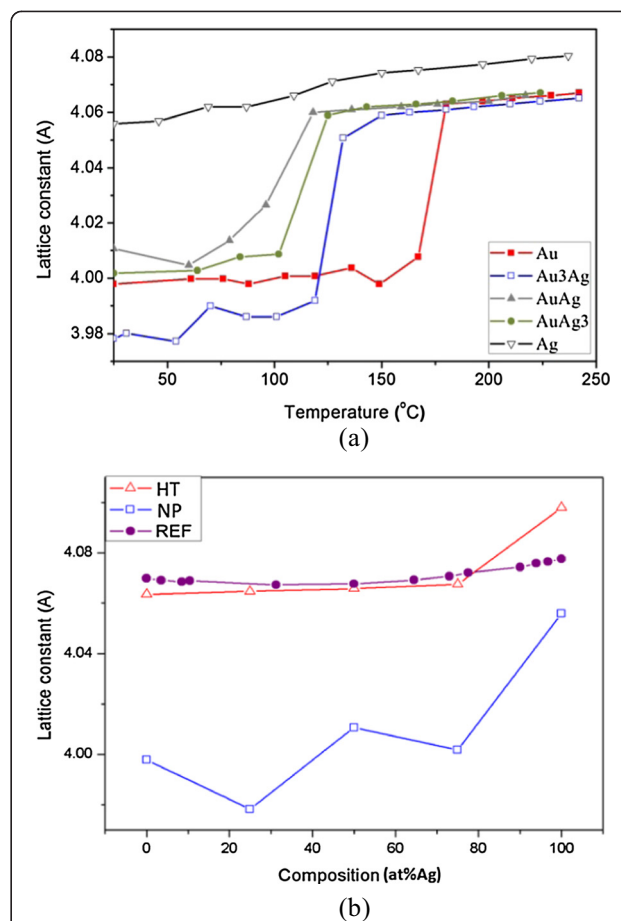 4.08
4.06
4.04
4.02
4.00
3.98
Lattice constant (A)
Au
Au3Ag
AuAg
AuAg3
Ag
50 100 150 200 250
Temperature (°C)
(a)
HT
NP
REF
4.08
4.04
4.00
Lattice constant (A)
0 20 40 60 80 100
Composition (at%Ag)
(b)